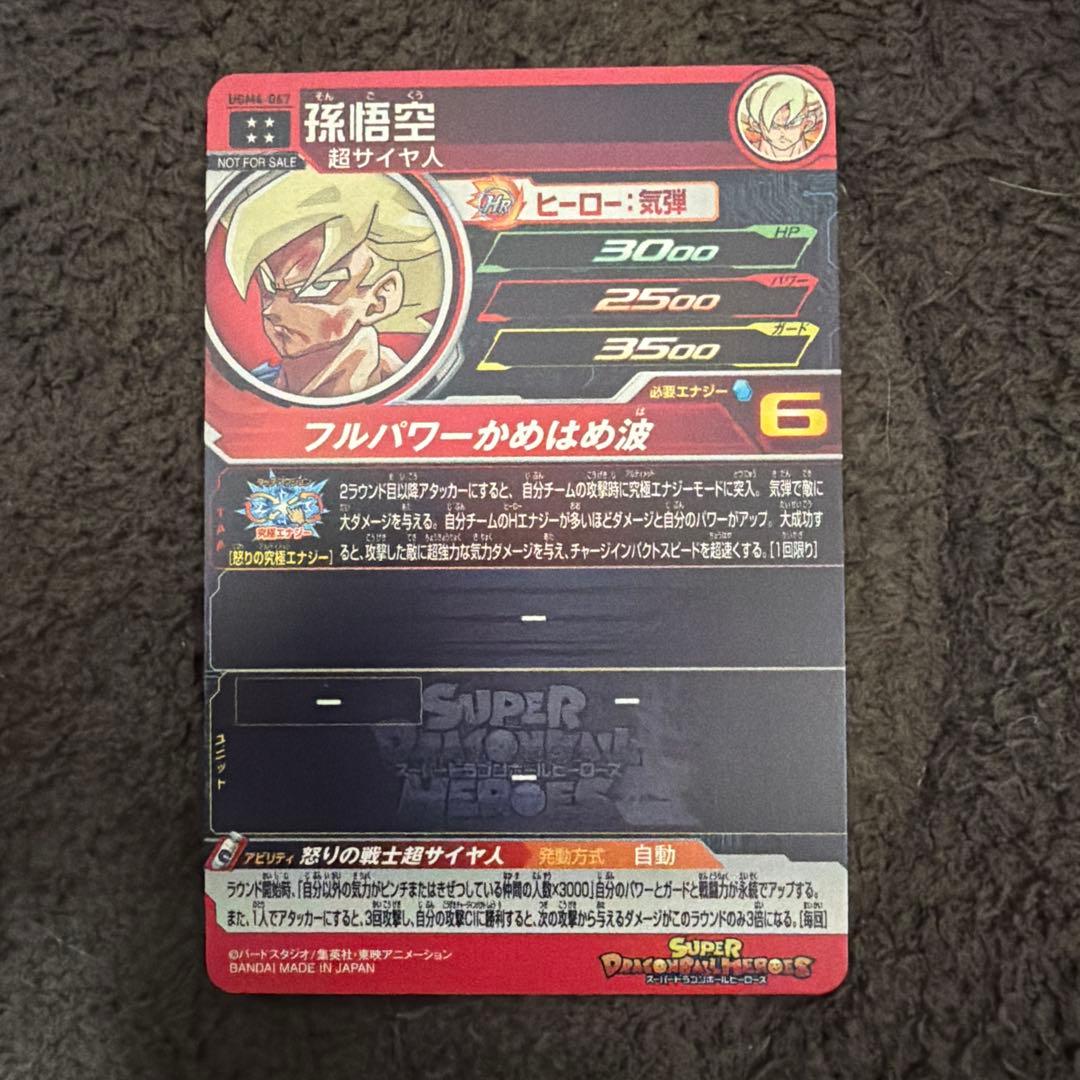 UGM4-067
そん ご くう
孫悟空
超サイヤ人
NOT FOR SALE
HR ヒーロー:気弾
HP
3000
パワー
2500
ガード
3500
必要エナジー
6
フルパワーかめはめ波
は
究極エナジー
[怒りの究極エナジー]
2ラウンド目以降アタッカーにすると、自分チームの攻撃時に究極エナジーモードに突入。気弾で敵に
大ダメージを与える。自分チームのHエナジーが多いほどダメージと自分のパワーがアップ。大成功す
ると、攻撃した敵に超強力な気力ダメージを与え、チャージインパクトスピードを超速くする。[1回限り]
ー
ー
ー
ー
ユニット
SUPER
DRAGONBALL
スーパードラゴンボールヒーローズ
HEROES
アビリティ 怒りの戦士超サイヤ人 発動方式 自動
ラウンド開始時、「自分以外の気力がピンチまたはきぜつしている仲間の人数×3000」自分のパワーとガードと戦闘力が永続でアップする。
また、1人でアタッカーにすると、3回攻撃し、自分の攻撃CIに勝利すると、次の攻撃から与えるダメージがこのラウンドのみ3倍になる。[毎回]
©バードスタジオ/集英社・東映アニメーション
BANDAI MADE IN JAPAN
SUPER
DRAGONBALL HEROES
スーパードラゴンボールヒーローズ